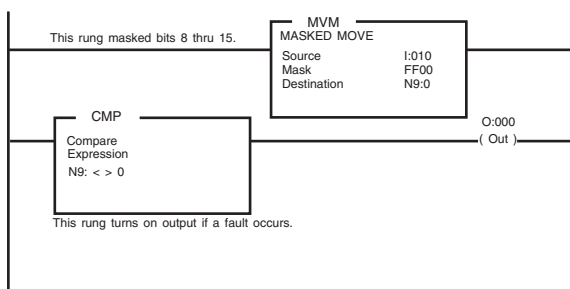 MVM
This rung masked bits 8 thru 15.
MASKED MOVE
Source I:010
Mask FF00
Destination N9:0
CMP
O:000
Compare
( Out )
Expression
N9: < > 0
This rung turns on output if a fault occurs.